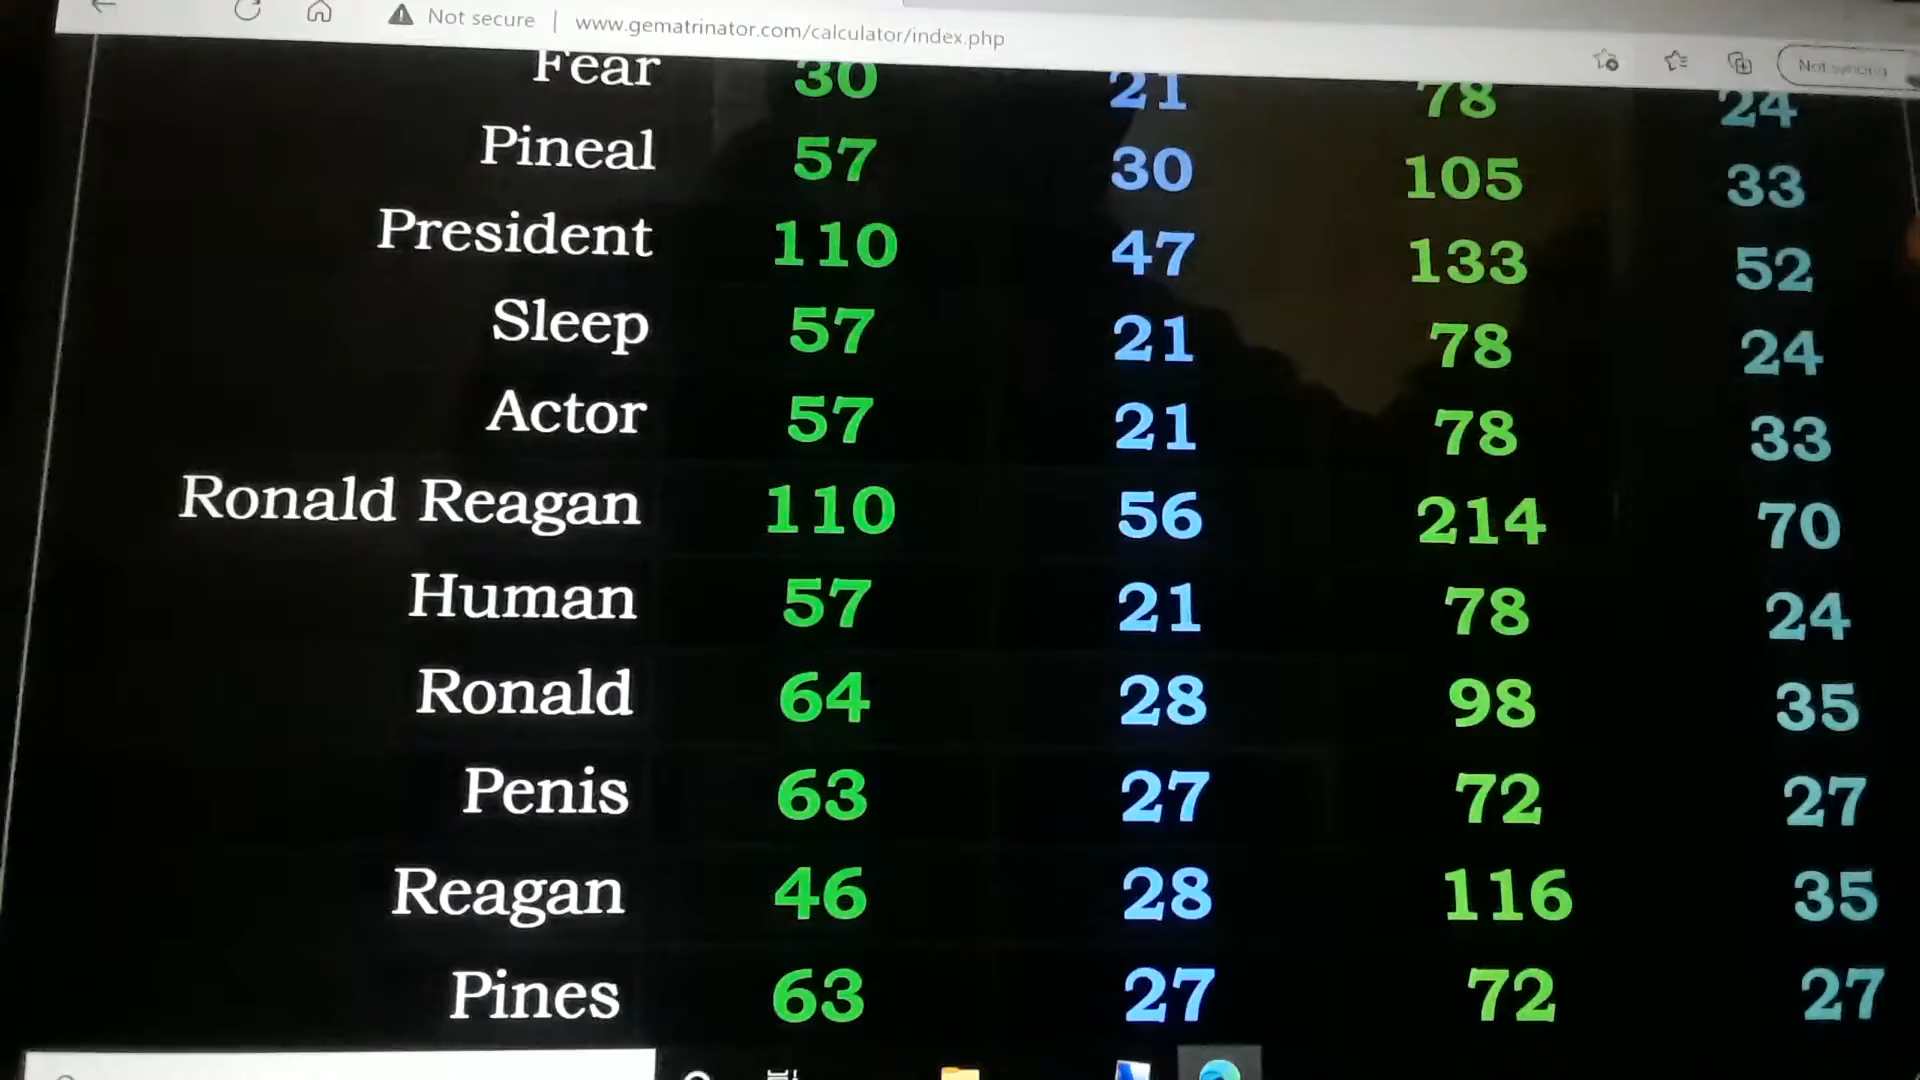 Not secure | www.gematrinator.com/calculator/index.php
Fear 30 21 78 24
Pineal 57 30 105 33
President 110 47 133 52
Sleep 57 21 78 24
Actor 57 21 78 33
Ronald Reagan 110 56 214 70
Human 57 21 78 24
Ronald 64 28 98 35
Penis 63 27 72 27
Reagan 46 28 116 35
Pines 63 27 72 27